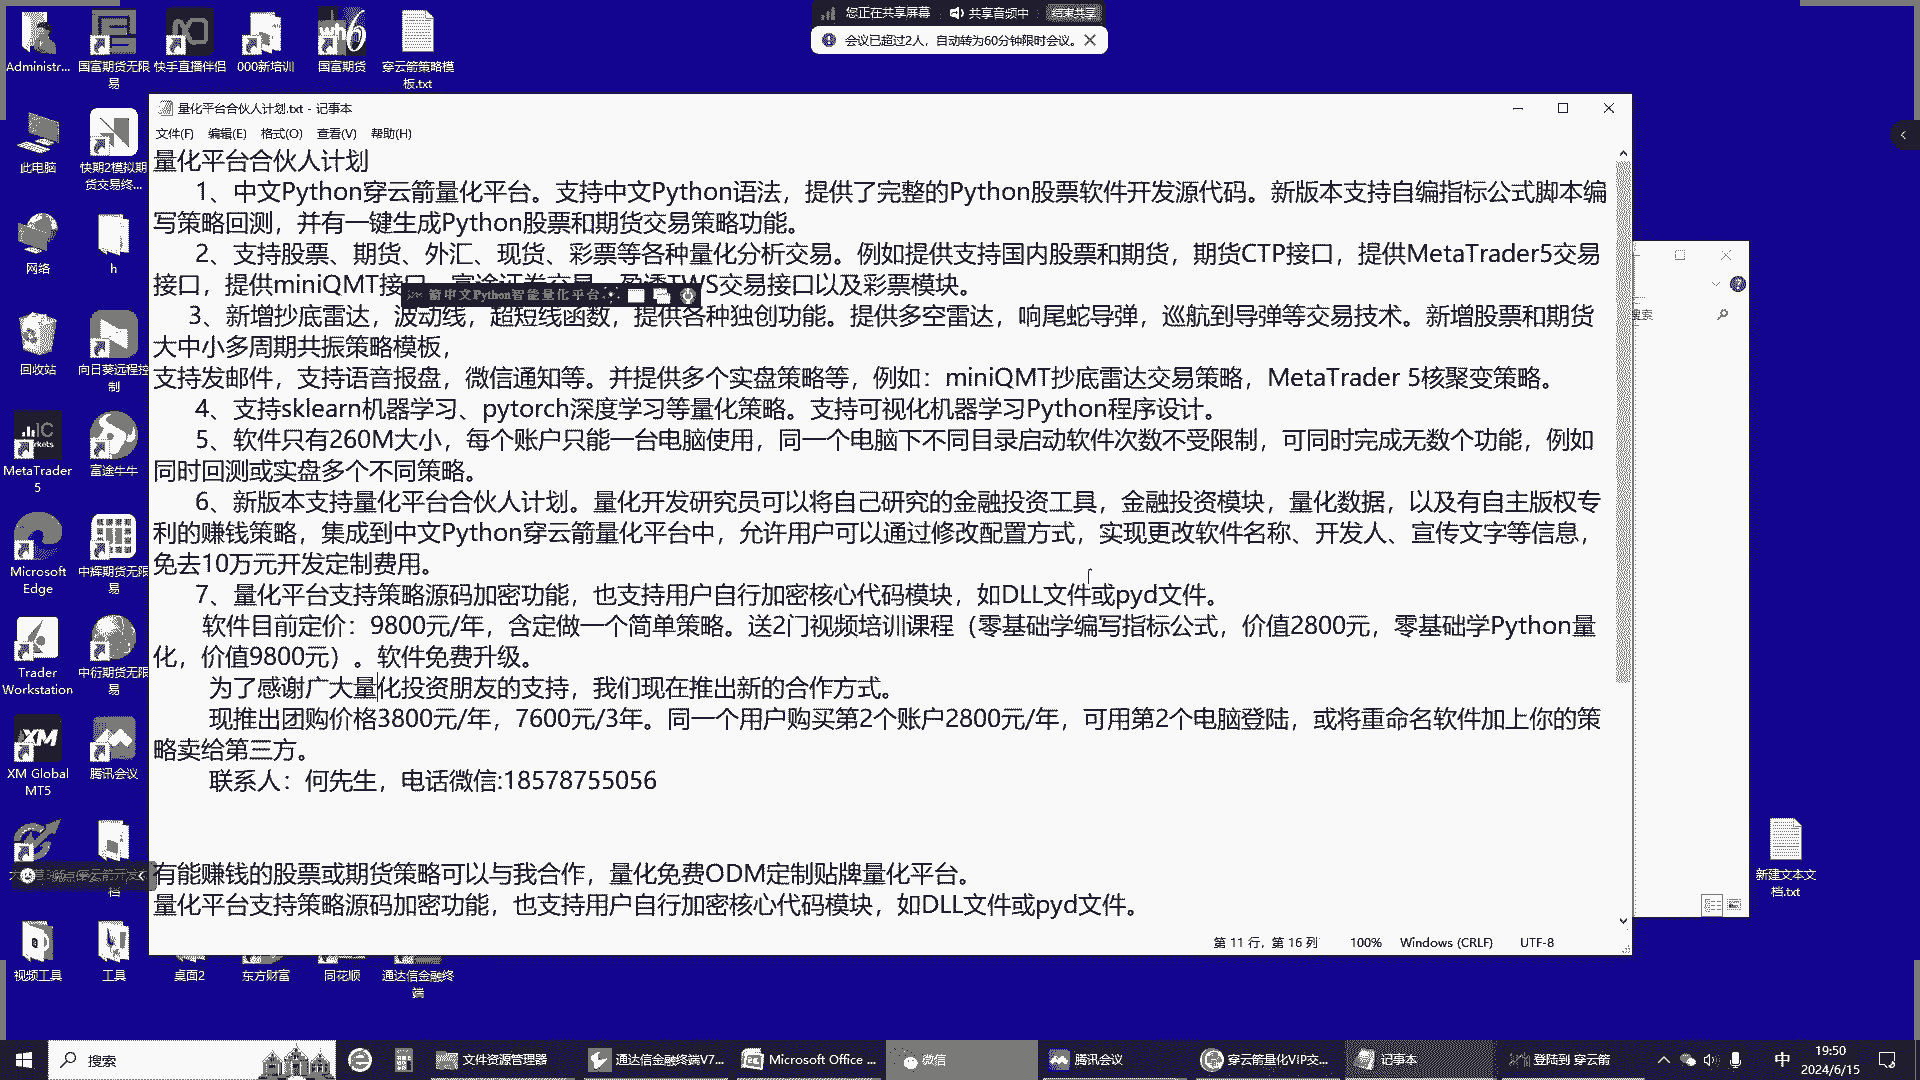 您正在共享屏幕 共享音频中 结束共享
会议已超过2人，自动转为60分钟限时会议。
Administr...
国富期货无限易
快手直播伴侣
000新培训
国富期货
穿云箭策略模板.txt
此电脑
快期2模拟期货交易终...
网络
h
回收站
向日葵远程控制
MetaTrader 5
富途牛牛
Microsoft Edge
中辉期货无限易
Trader Workstation
中衍期货无限易
XM Global MT5
腾讯会议
视频工具
工具
桌面2
东方财富
同花顺
通达信金融终端
新建文本文档.txt
量化平台合伙人计划.txt - 记事本
文件(F) 编辑(E) 格式(O) 查看(V) 帮助(H)
量化平台合伙人计划
1、中文Python穿云箭量化平台。支持中文Python语法，提供了完整的Python股票软件开发源代码。新版本支持自编指标公式脚本编
写策略回测，并有一键生成Python股票和期货交易策略功能。
2、支持股票、期货、外汇、现货、彩票等各种量化分析交易。例如提供支持国内股票和期货，期货CTP接口，提供MetaTrader5交易
接口，提供miniQMT接口，富途证券交易，盈透TWS交易接口以及彩票模块。
箭中文Python智能量化平台
3、新增抄底雷达，波动线，超短线函数，提供各种独创功能。提供多空雷达，响尾蛇导弹，巡航到导弹等交易技术。新增股票和期货
大中小多周期共振策略模板，
支持发邮件，支持语音报盘，微信通知等。并提供多个实盘策略等，例如：miniQMT抄底雷达交易策略，MetaTrader 5核聚变策略。
4、支持sklearn机器学习、pytorch深度学习等量化策略。支持可视化机器学习Python程序设计。
5、软件只有260M大小，每个账户只能一台电脑使用，同一个电脑下不同目录启动软件次数不受限制，可同时完成无数个功能，例如
同时回测或实盘多个不同策略。
6、新版本支持量化平台合伙人计划。量化开发研究员可以将自己研究的金融投资工具，金融投资模块，量化数据，以及有自主版权专
利的赚钱策略，集成到中文Python穿云箭量化平台中，允许用户可以通过修改配置方式，实现更改软件名称、开发人、宣传文字等信息，
免去10万元开发定制费用。
7、量化平台支持策略源码加密功能，也支持用户自行加密核心代码模块，如DLL文件或pyd文件。
软件目前定价：9800元/年，含定做一个简单策略。送2门视频培训课程（零基础学编写指标公式，价值2800元，零基础学Python量
化，价值9800元）。软件免费升级。
为了感谢广大量化投资朋友的支持，我们现在推出新的合作方式。
现推出团购价格3800元/年，7600元/3年。同一个用户购买第2个账户2800元/年，可用第2个电脑登陆，或将重命名软件加上你的策
略卖给第三方。
联系人：何先生，电话微信:18578755056
有能赚钱的股票或期货策略可以与我合作，量化免费ODM定制贴牌量化平台。
量化平台支持策略源码加密功能，也支持用户自行加密核心代码模块，如DLL文件或pyd文件。
第 11 行，第 16 列 100% Windows (CRLF) UTF-8
搜索
搜索 文件资源管理器 通达信金融终端V7... Microsoft Office ... 微信 腾讯会议 穿云箭量化VIP交... 记事本 登陆到 穿云箭
中 19:50
2024/6/15